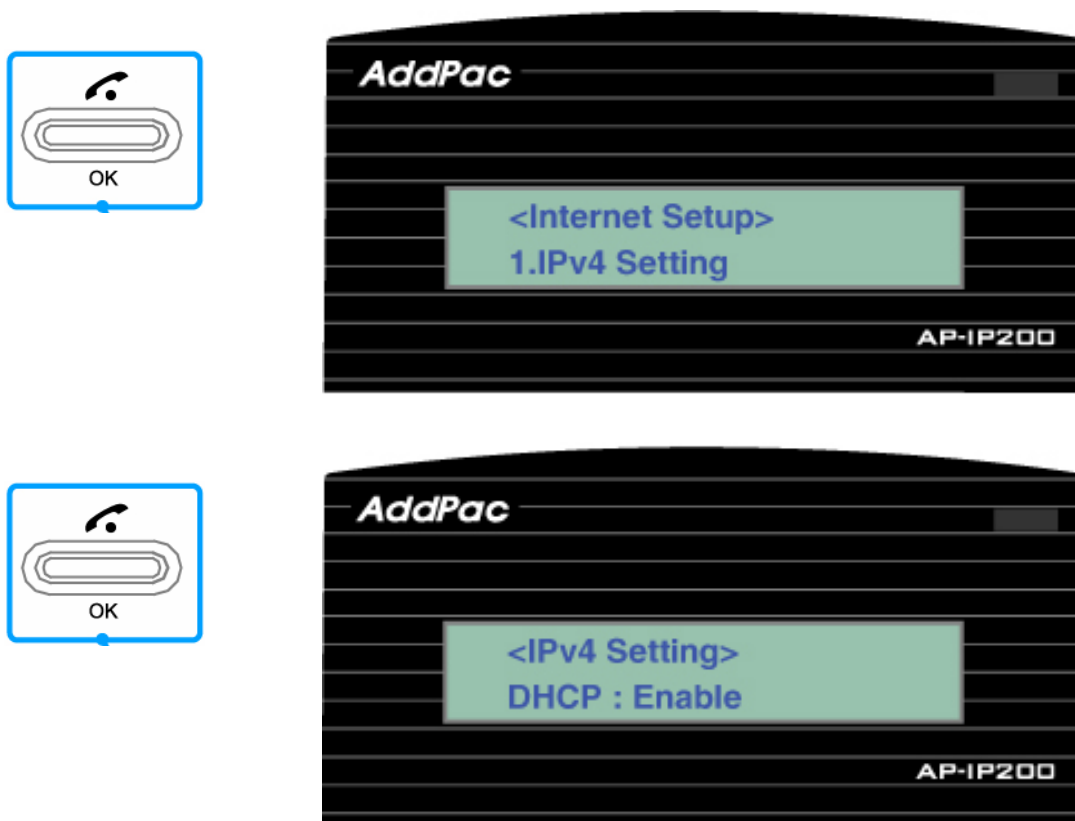 AddPac
OK
<Internet Setup>
1.IPv4 Setting
AP-IP200
AddPac
OK
<IPv4 Setting>
DHCP : Enable
AP-IP200